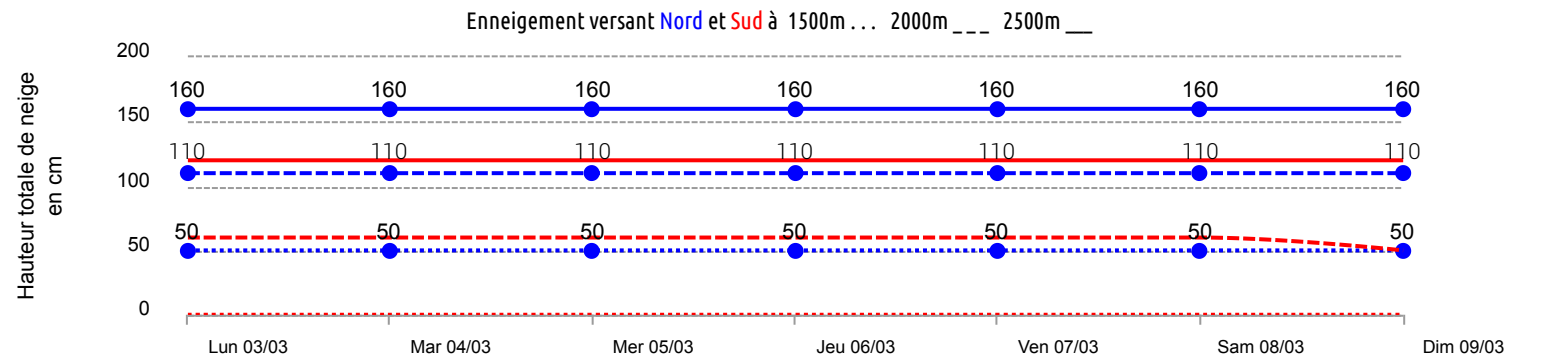 Enneigement versant Nord et Sud à 1500m . . . 2000m _ _ _ 2500m __
Hauteur totale de neige
en cm
200
160 160 160 160 160 160 160
150
110 110 110 110 110 110 110
100
50 50 50 50 50 50 50
50
0
Lun 03/03 Mar 04/03 Mer 05/03 Jeu 06/03 Ven 07/03 Sam 08/03 Dim 09/03